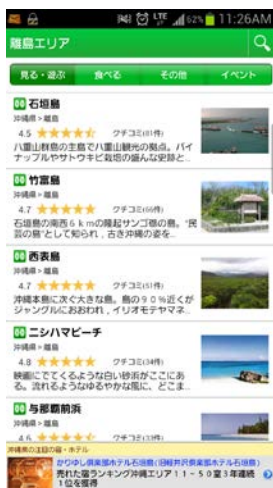 62% 11:26AM
離島エリア
見る・遊ぶ 食べる その他 イベント
石垣島
沖縄県 > 離島
4.5 クチコミ(81件)
八重山群島の主島で八重山観光の拠点。パイ
ナップルやサトウキビ栽培の盛んな史跡と...
竹富島
沖縄県 > 離島
4.7 クチコミ(66件)
石垣島の南西６ｋｍの隆起サンゴ礁の島。“民
芸の島”として知られ，古き沖縄の姿を...
西表島
沖縄県 > 離島
4.7 クチコミ(51件)
沖縄本島に次ぐ大きな島。島の９０％近くが
ジャングルにおおわれ，イリオモテヤマネ...
ニシハマビーチ
沖縄県 > 離島
4.8 クチコミ(34件)
映画にでてくるような白い砂浜がここにあ
る。流れるようなゆるやかな風に、どこま...
与那覇前浜
沖縄県 > 離島
4.6 クチコミ(33件)
沖縄県の注目の宿・ホテル
かりゆし倶楽部ホテル石垣島(旧軽井沢倶楽部ホテル石垣島)
売れた宿ランキング沖縄エリア１１～５０室３年連続
１位を獲得